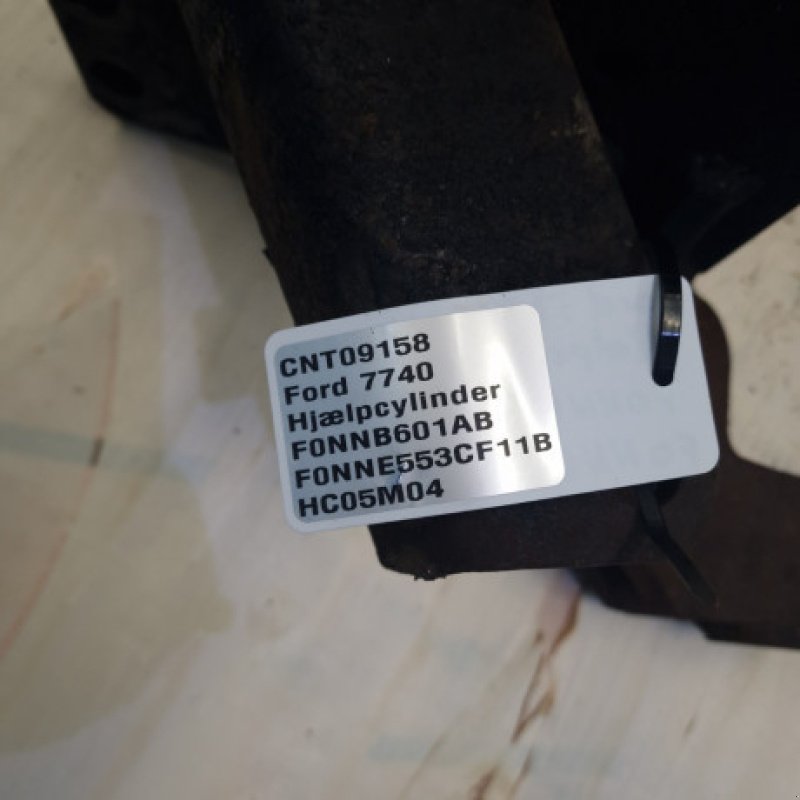 CNT09158
Ford 7740
Hjælpcylinder
F0NNB601AB
F0NNE553CF11B
HC05M04